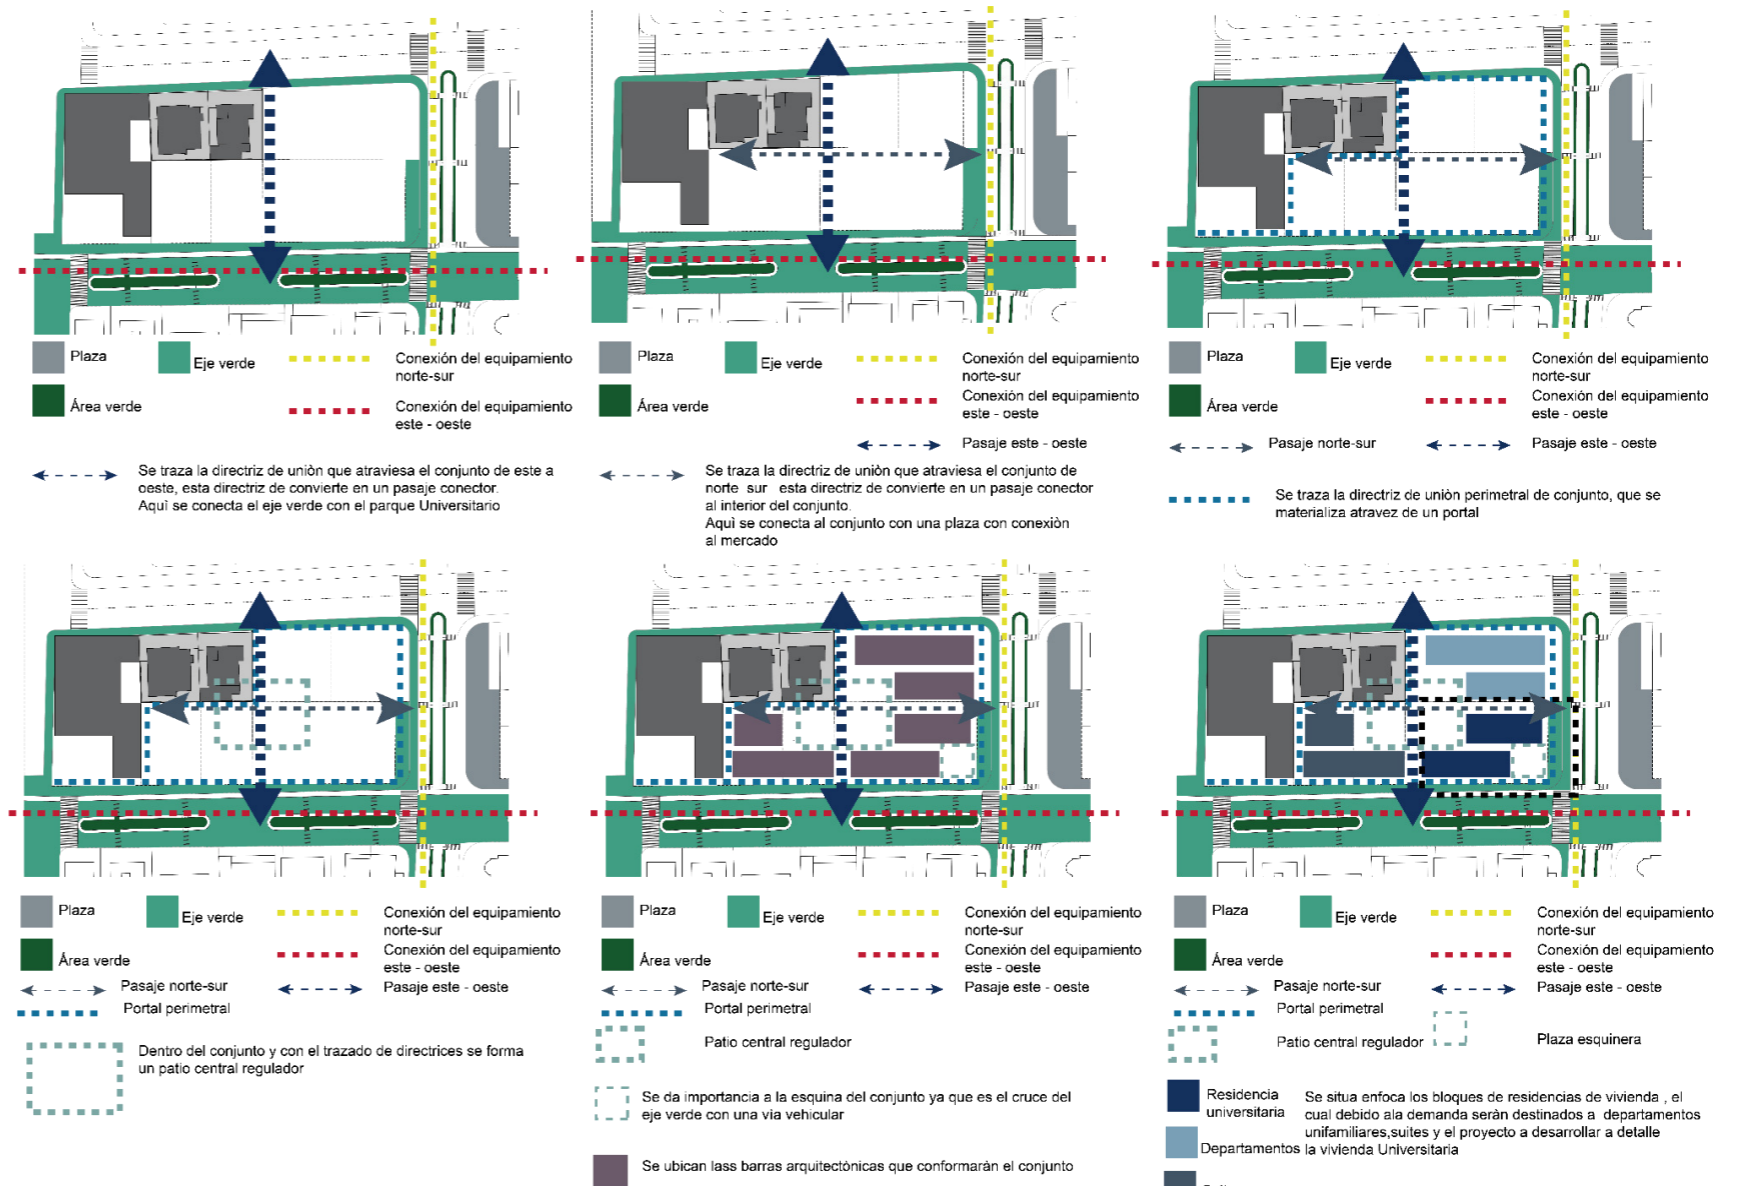 Plaza
Eje verde
Conexión del equipamiento
norte-sur
Área verde
Conexión del equipamiento
este - oeste
Se traza la directriz de uniòn que atraviesa el conjunto de este a
oeste, esta directriz de convierte en un pasaje conector.
Aquì se conecta el eje verde con el parque Universitario
Plaza
Eje verde
Conexión del equipamiento
norte-sur
Área verde
Conexión del equipamiento
este - oeste
Pasaje este - oeste
Se traza la directriz de uniòn que atraviesa el conjunto de
norte sur esta directriz de convierte en un pasaje conector
al interior del conjunto.
Aquì se conecta al conjunto con una plaza con conexiòn
al mercado
Plaza
Eje verde
Conexión del equipamiento
norte-sur
Área verde
Conexión del equipamiento
este - oeste
Pasaje norte-sur
Pasaje este - oeste
Se traza la directriz de uniòn perimetral de conjunto, que se
materializa atravez de un portal
Plaza
Eje verde
Conexión del equipamiento
norte-sur
Área verde
Conexión del equipamiento
este - oeste
Pasaje norte-sur
Pasaje este - oeste
Portal perimetral
Dentro del conjunto y con el trazado de directrices se forma
un patio central regulador
Plaza
Eje verde
Conexión del equipamiento
norte-sur
Área verde
Conexión del equipamiento
este - oeste
Pasaje norte-sur
Pasaje este - oeste
Portal perimetral
Patio central regulador
Se da importancia a la esquina del conjunto ya que es el cruce del
eje verde con una via vehicular
Se ubican lass barras arquitectònicas que conformaràn el conjunto
Plaza
Eje verde
Conexión del equipamiento
norte-sur
Área verde
Conexión del equipamiento
este - oeste
Pasaje norte-sur
Pasaje este - oeste
Portal perimetral
Patio central regulador
Plaza esquinera
Residencia
universitaria
Departamentos
Se situa enfoca los bloques de residencias de vivienda , el
cual debido ala demanda seràn destinados a departamentos
unifamiliares,suites y el proyecto a desarrollar a detalle
la vivienda Universitaria